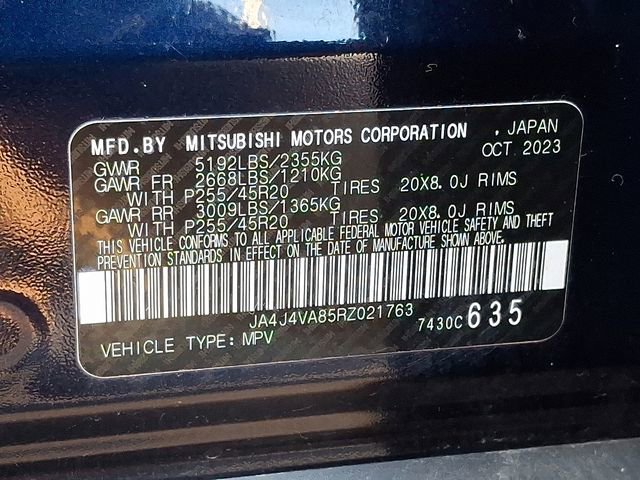 MFD.BY MITSUBISHI MOTORS CORPORATION , JAPAN
GVWR 5192LBS/2355KG OCT 2023
GAWR FR 2668LBS/1210KG
WITH P255/45R20 TIRES 20X8.0J RIMS
GAWR RR 3009LBS/1365KG
WITH P255/45R20 TIRES 20X8.0J RIMS
THIS VEHICLE CONFORMS TO ALL APPLICABLE FEDERAL MOTOR VEHICLE SAFETY AND THEFT
PREVENTION STANDARDS IN EFFECT ON THE DATE OF MANUFACTURE SHOWN ABOVE.
JA4J4VA85RZ021763
7430C 635
VEHICLE TYPE: MPV